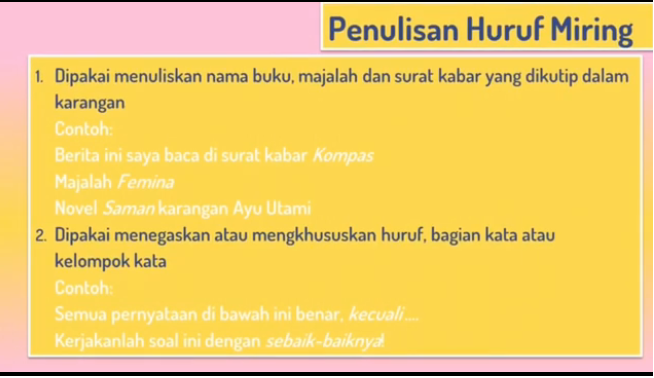 Penulisan Huruf Miring
1. Dipakai menuliskan nama buku, majalah dan surat kabar yang dikutip dalam
karangan
Contoh:
Berita ini saya baca di surat kabar Kompas
Majalah Femina
Novel Saman karangan Ayu Utami
2. Dipakai menegaskan atau mengkhususkan huruf, bagian kata atau
kelompok kata
Contoh:
Semua pernyataan di bawah ini benar, kecuali....
Kerjakanlah soal ini dengan sebaik-baiknya!